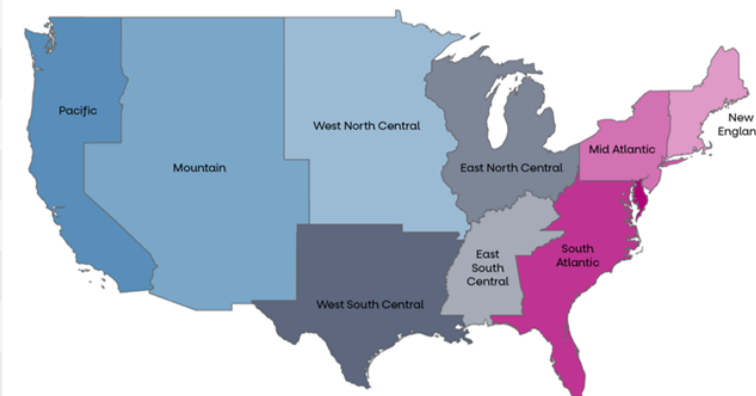 Pacific
Mountain
West North Central
East North Central
Mid Atlantic
New
Englan
South
Atlantic
East
South
Central
West South Central